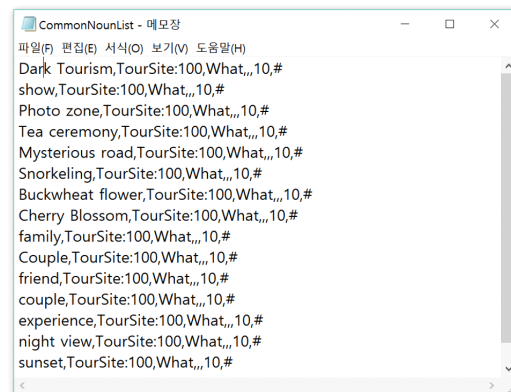 CommonNounList - 메모장
파일(F) 편집(E) 서식(O) 보기(V) 도움말(H)
Dark Tourism,TourSite:100,What,,,10,#
show,TourSite:100,What,,,10,#
Photo zone,TourSite:100,What,,,10,#
Tea ceremony,TourSite:100,What,,,10,#
Mysterious road,TourSite:100,What,,,10,#
Snorkeling,TourSite:100,What,,,10,#
Buckwheat flower,TourSite:100,What,,,10,#
Cherry Blossom,TourSite:100,What,,,10,#
family,TourSite:100,What,,,10,#
Couple,TourSite:100,What,,,10,#
friend,TourSite:100,What,,,10,#
couple,TourSite:100,What,,,10,#
experience,TourSite:100,What,,,10,#
night view,TourSite:100,What,,,10,#
sunset,TourSite:100,What,,,10,#